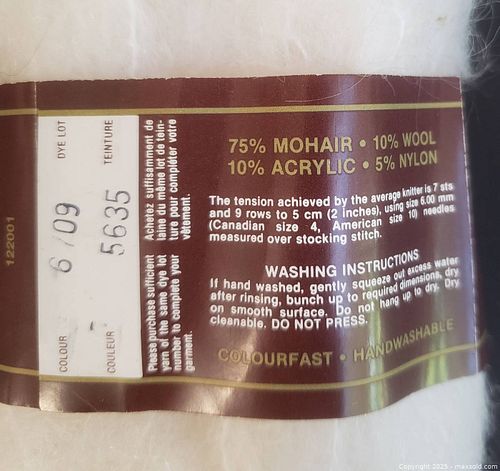 75% MOHAIR • 10% WOOL
10% ACRYLIC • 5% NYLON
The tension achieved by the average knitter is 7 sts
and 9 rows to 5 cm (2 inches), using size 6.00 mm
(Canadian size 4, American size 10) needles
measured over stocking stitch.
WASHING INSTRUCTIONS
If hand washed, gently squeeze out excess water
after rinsing, bunch up to required dimensions, dry
on smooth surface. Do not hang up to dry. Dry
cleanable. DO NOT PRESS.
COLOURFAST • HANDWASHABLE
Achetez suffisamment de
laine du même lot de tein-
ture pour compléter votre
vêtement.
Please purchase sufficient
yarn of the same dye lot
number to complete your
garment.
DYE LOT
TEINTURE
COLOUR
COULEUR
6 09
5635
122001
Copyright 2025 - maxsold.com